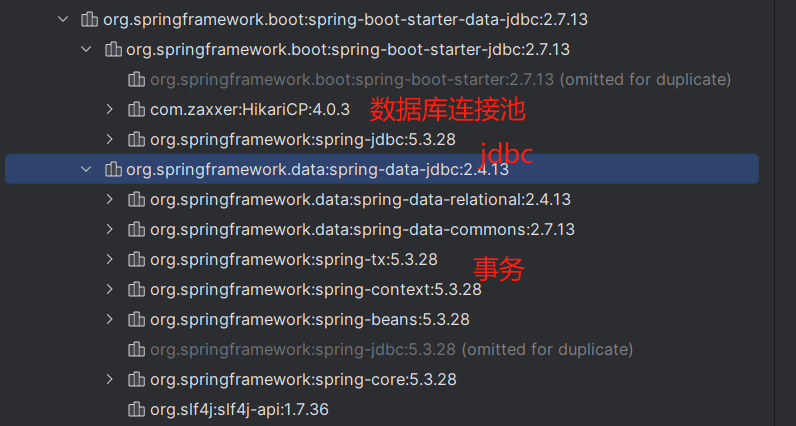 org.springframework.boot:spring-boot-starter-data-jdbc:2.7.13
org.springframework.boot:spring-boot-starter-jdbc:2.7.13
org.springframework.boot:spring-boot-starter:2.7.13 (omitted for duplicate)
com.zaxxer:HikariCP:4.0.3 数据库连接池
org.springframework:spring-jdbc:5.3.28
jdbc
org.springframework.data:spring-data-jdbc:2.4.13
org.springframework.data:spring-data-relational:2.4.13
org.springframework.data:spring-data-commons:2.7.13
org.springframework:spring-tx:5.3.28 事务
org.springframework:spring-context:5.3.28
org.springframework:spring-beans:5.3.28
org.springframework:spring-jdbc:5.3.28 (omitted for duplicate)
org.springframework:spring-core:5.3.28
org.slf4j:slf4j-api:1.7.36